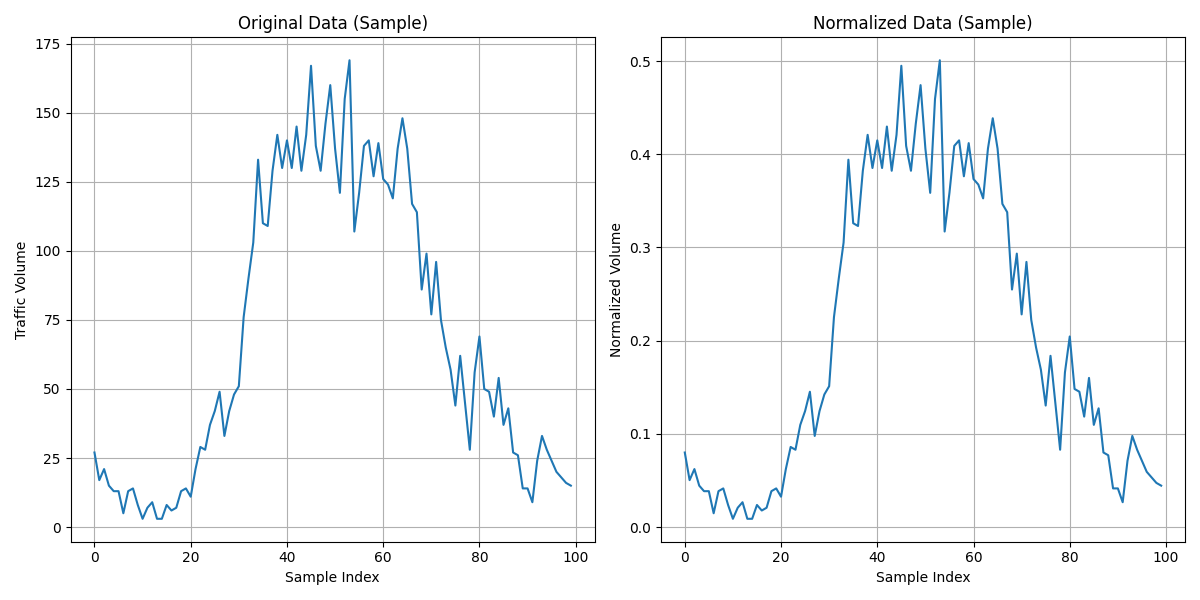 Original Data (Sample)
175
150
125
100
75
50
25
0
Traffic Volume
0 20 40 60 80 100
Sample Index
Normalized Data (Sample)
0.5
0.4
0.3
0.2
0.1
0.0
Normalized Volume
0 20 40 60 80 100
Sample Index